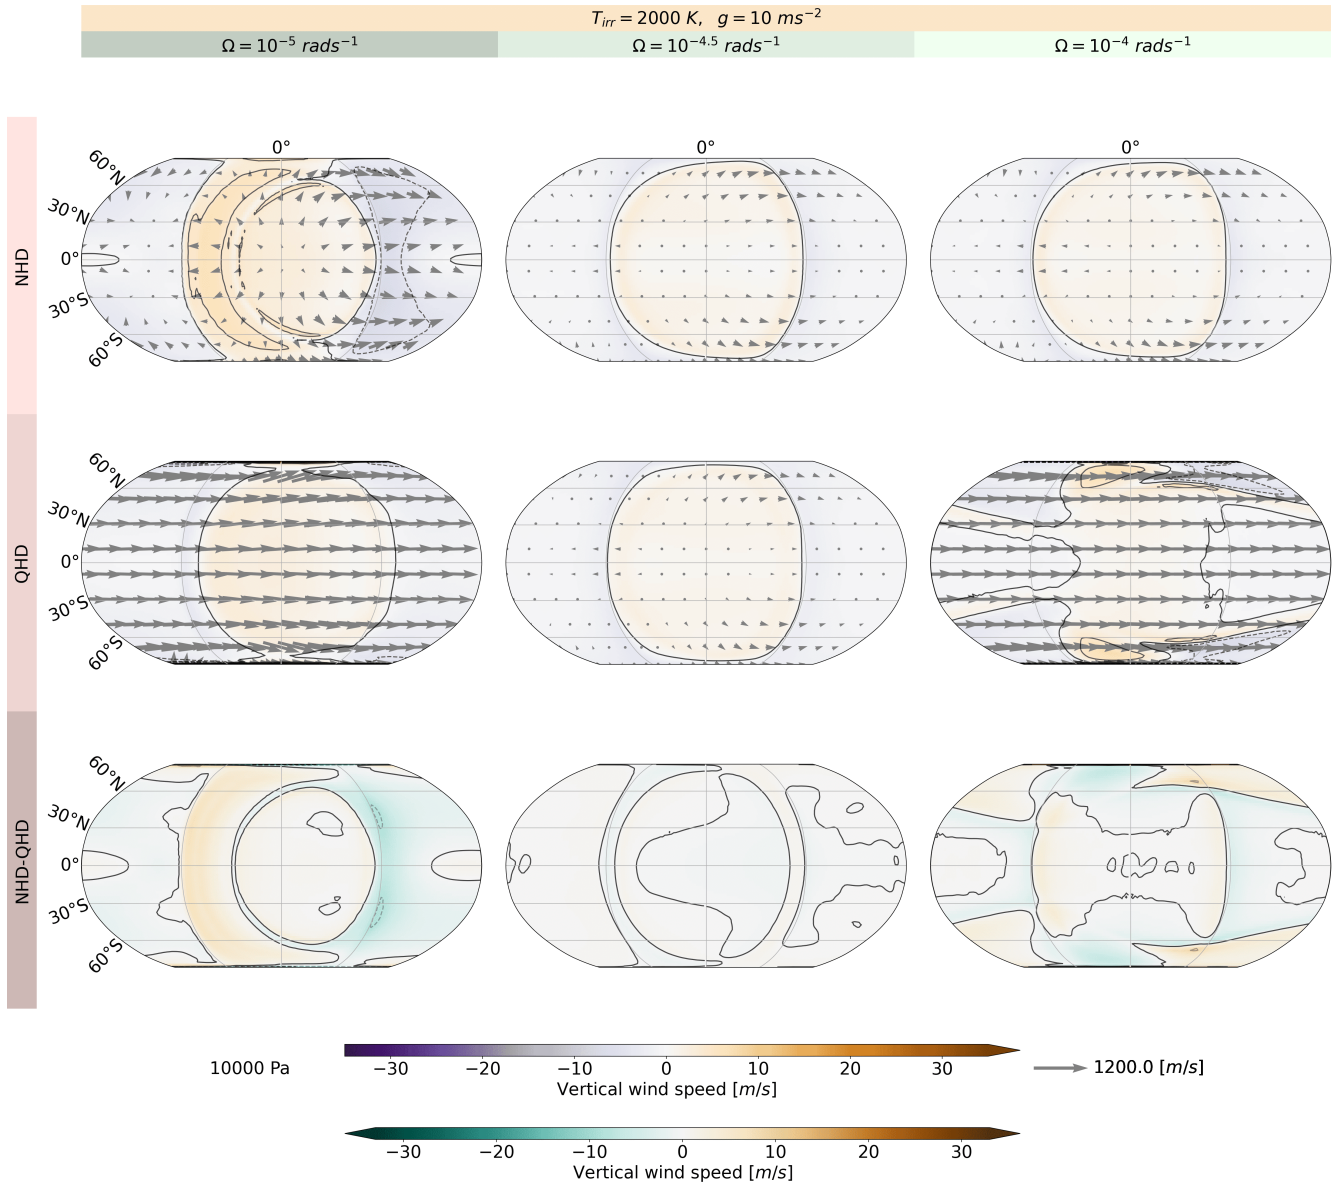 T_irr = 2000 K, g = 10 ms⁻²
Ω = 10⁻⁵ rads⁻¹ Ω = 10⁻⁴·⁵ rads⁻¹ Ω = 10⁻⁴ rads⁻¹
0° 0° 0°
NHD
60°N
30°N
0°
30°S
60°S
QHD
60°N
30°N
0°
30°S
60°S
NHD-QHD
60°N
30°N
0°
30°S
60°S
10000 Pa
−30 −20 −10 0 10 20 30
Vertical wind speed [m/s]
1200.0 [m/s]
−30 −20 −10 0 10 20 30
Vertical wind speed [m/s]